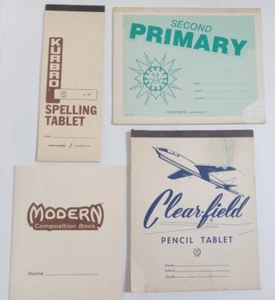 KURBRO
SPELLING
TABLET
SECOND
PRIMARY
MODERN
Composition Book
Name
Clearfield
PENCIL TABLET